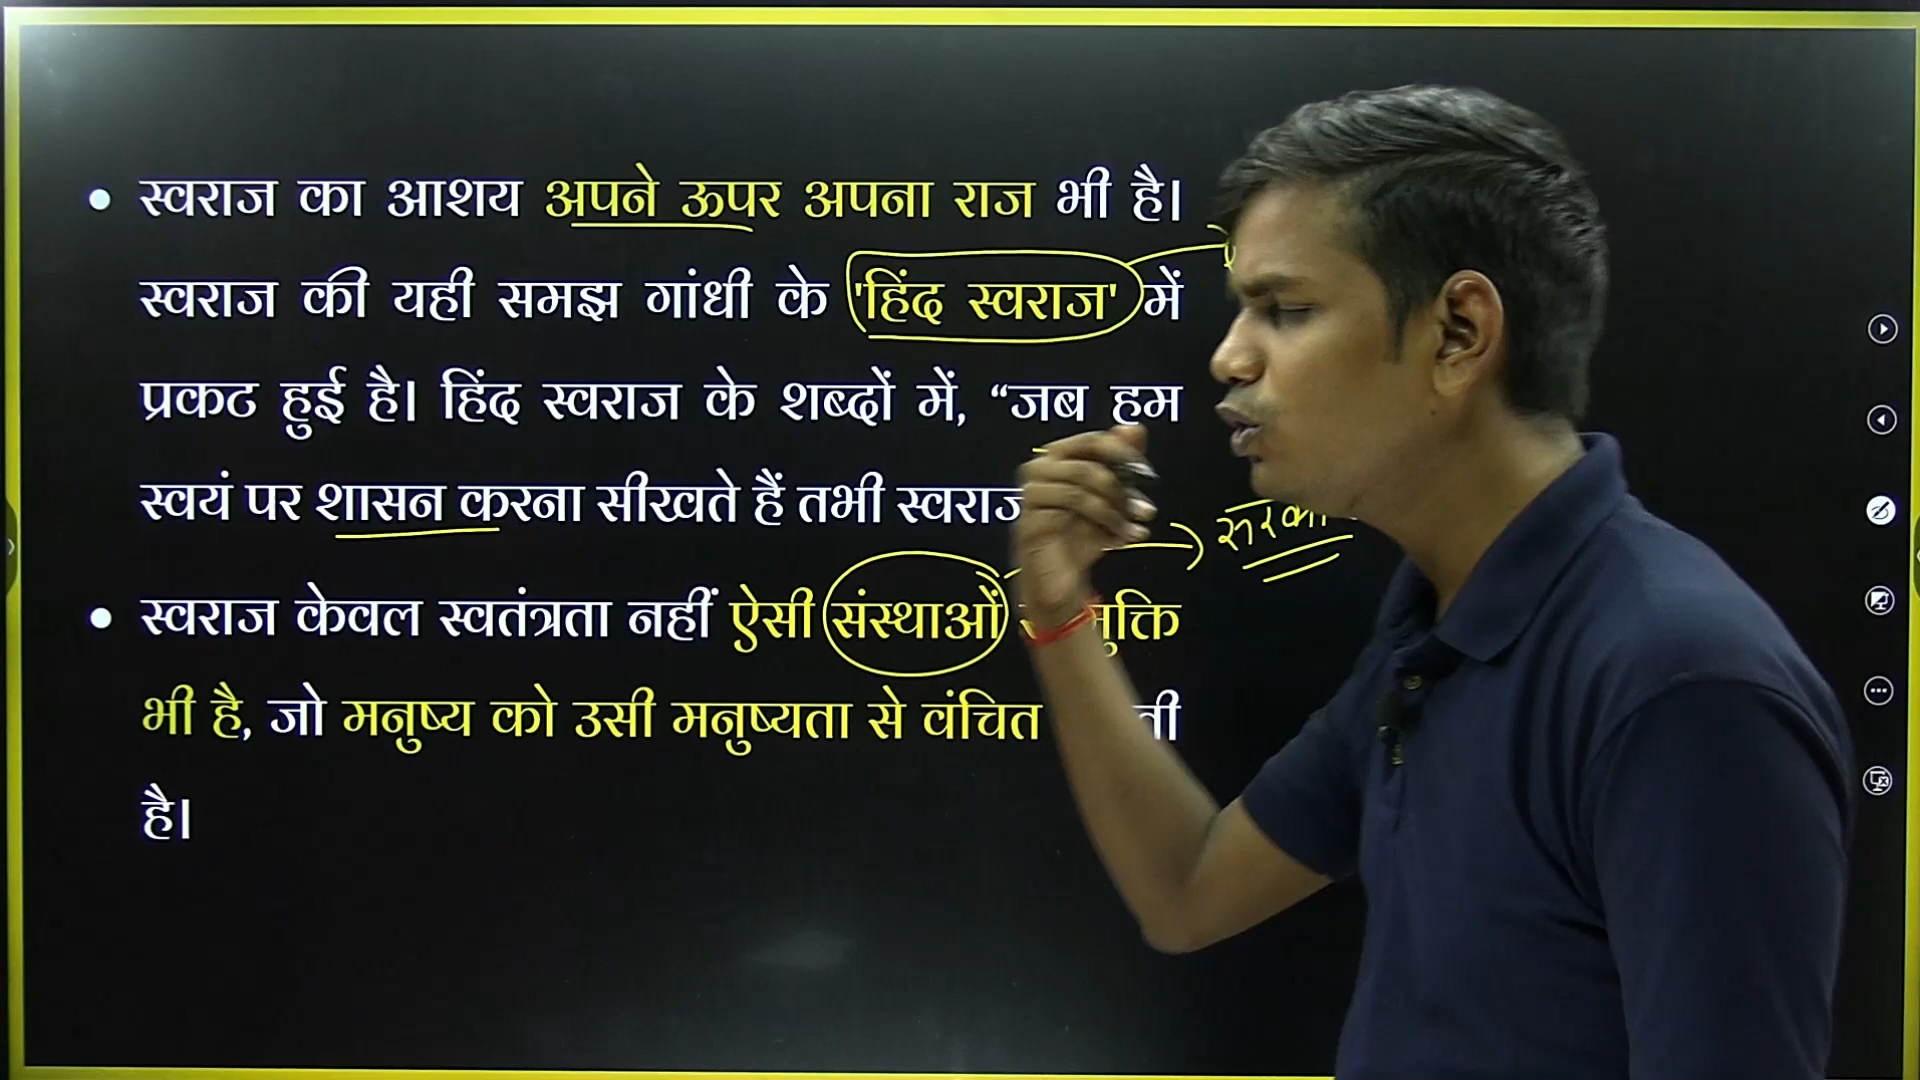 • स्वराज का आशय अपने ऊपर अपना राज भी है।
स्वराज की यही समझ गांधी के 'हिंद स्वराज' में
प्रकट हुई है। हिंद स्वराज के शब्दों में, “जब हम
स्वयं पर शासन करना सीखते हैं तभी स्वराज
• स्वराज केवल स्वतंत्रता नहीं ऐसी संस्थाओं मुक्ति
भी है, जो मनुष्य को उसी मनुष्यता से वंचित
है।